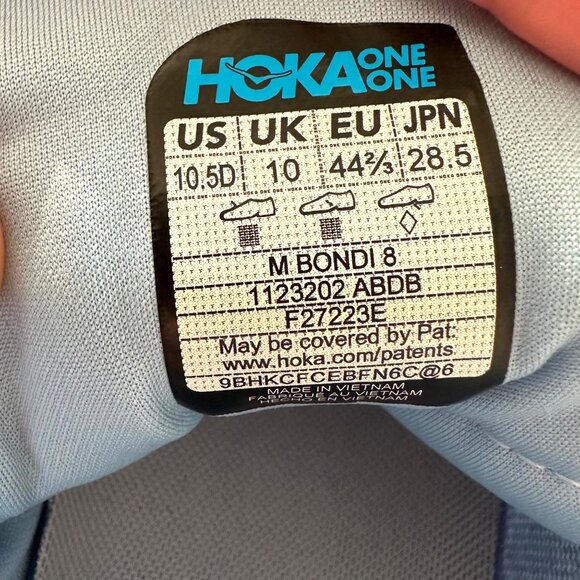 HOKA ONE ONE
US UK EU JPN
10.5D 10 44⅔ 28.5
M BONDI 8
1123202 ABDB
F27223E
May be covered by Pat:
www.hoka.com/patents
9BHKCFCEBFN6C@6
MADE IN VIETNAM
FABRIQUÉ AU VIETNAM
HECHO EN VIETNAM